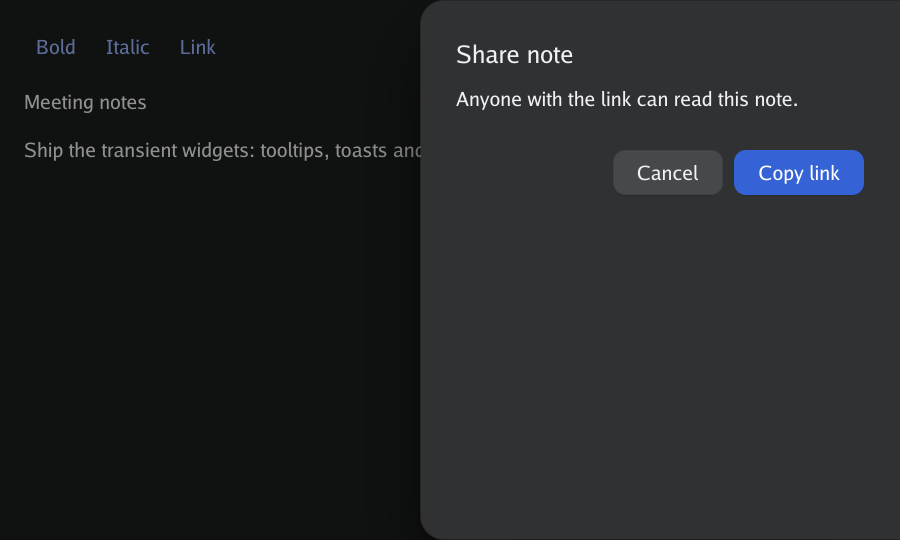 Bold Italic Link
Meeting notes
Ship the transient widgets: tooltips, toasts and
Share note
Anyone with the link can read this note.
Cancel Copy link